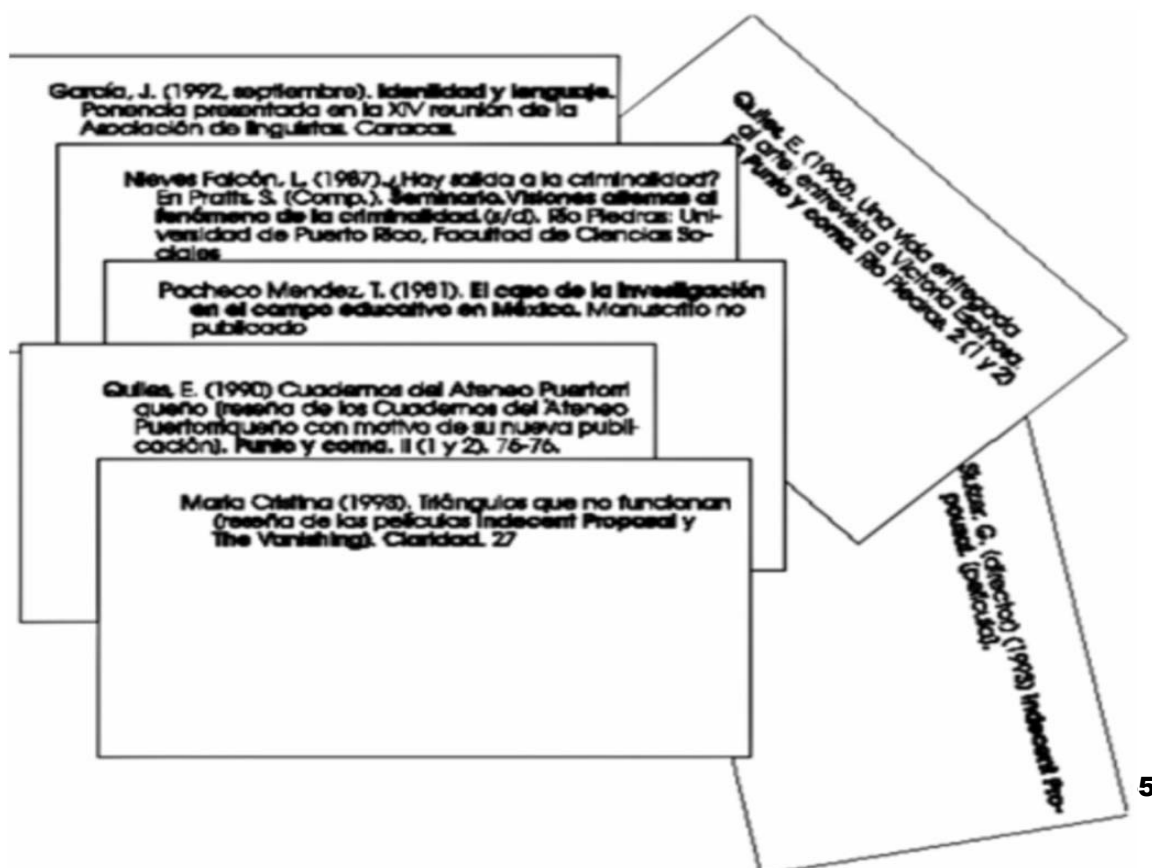 García, J. (1992, septiembre). Identidad y lenguaje.
Ponencia presentada en la XIV reunión de la
Asociación de linguistas. Caracas.
Nieves Falcón, L. (1987). ¿Hay salida a la criminalidad?
En Pratts, S. (Comp.). Seminario. Visiones alternas al
fenómeno de la criminalidad. (s/d). Río Piedras: Uni-
versidad de Puerto Rico, Facultad de Ciencias So-
ciales
Pacheco Mendez, T. (1981). El caso de la investigación
en el campo educativo en México. Manuscrito no
publicado
Quiles, E. (1990) Cuadernos del Ateneo Puertorri
queño (reseña de los Cuadernos del Ateneo
Puertorriqueño con motivo de su nueva publi-
cación). Punto y coma. II (1 y 2). 76-76.
María Cristina (1993). Triángulos que no funcionan
(reseña de las películas Indecent Proposal y
The Vanishing). Claridad. 27
Quiles, E. (1990). Una vida entregada
al arte: entrevista a Victoria Espinosa.
En Punto y coma. Río Piedras. 2 (1 y 2)
G. (director) (1993) Indecent Pro-
posal. (película).
5